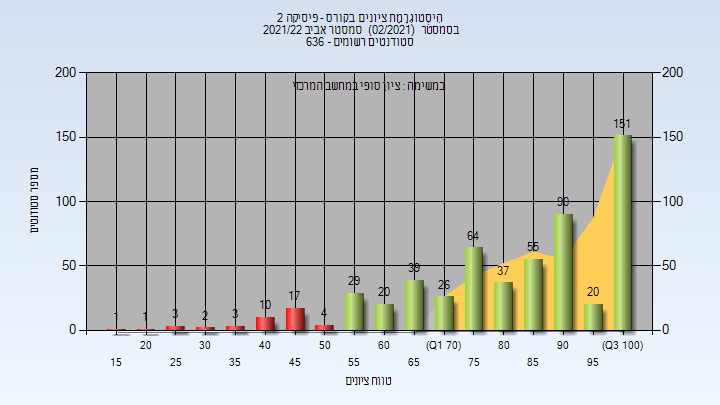 היסטוגרמת ציונים בקורס - פיסיקה 2
בסמסטר (02/2021) סמסטר אביב 2021/22
סטודנטים רשומים - 636
במשימה : ציון סופי במחשב המרכזי
200 200
150 150
100 100
50 50
0 0
מספר סטודנטים
1 1 3 2 3 10 17 4 29 20 39 26 64 37 55 90 20 151
20 30 40 50 60 (Q1 70) 80 90 (Q3 100)
15 25 35 45 55 65 75 85 95
טווח ציונים